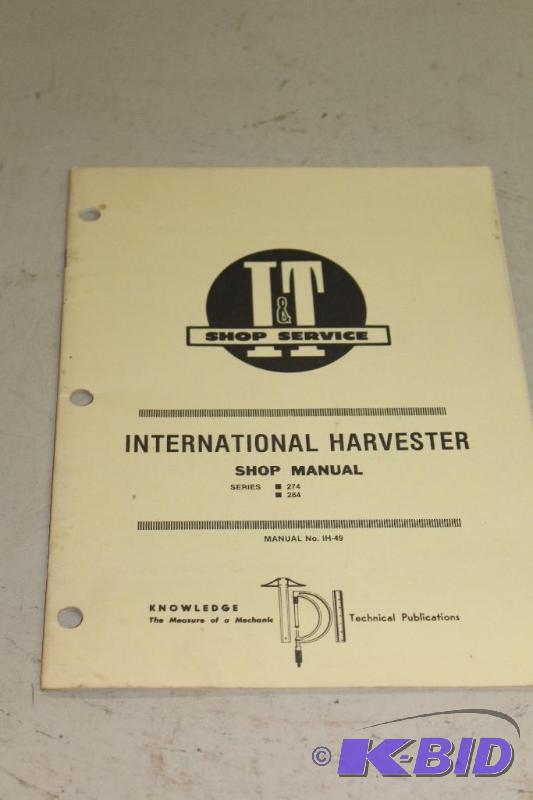 I&T
SHOP SERVICE
INTERNATIONAL HARVESTER
SHOP MANUAL
SERIES ■ 274
■ 284
MANUAL No. IH-49
KNOWLEDGE
The Measure of a Mechanic
TPI
Technical Publications
© K-BID